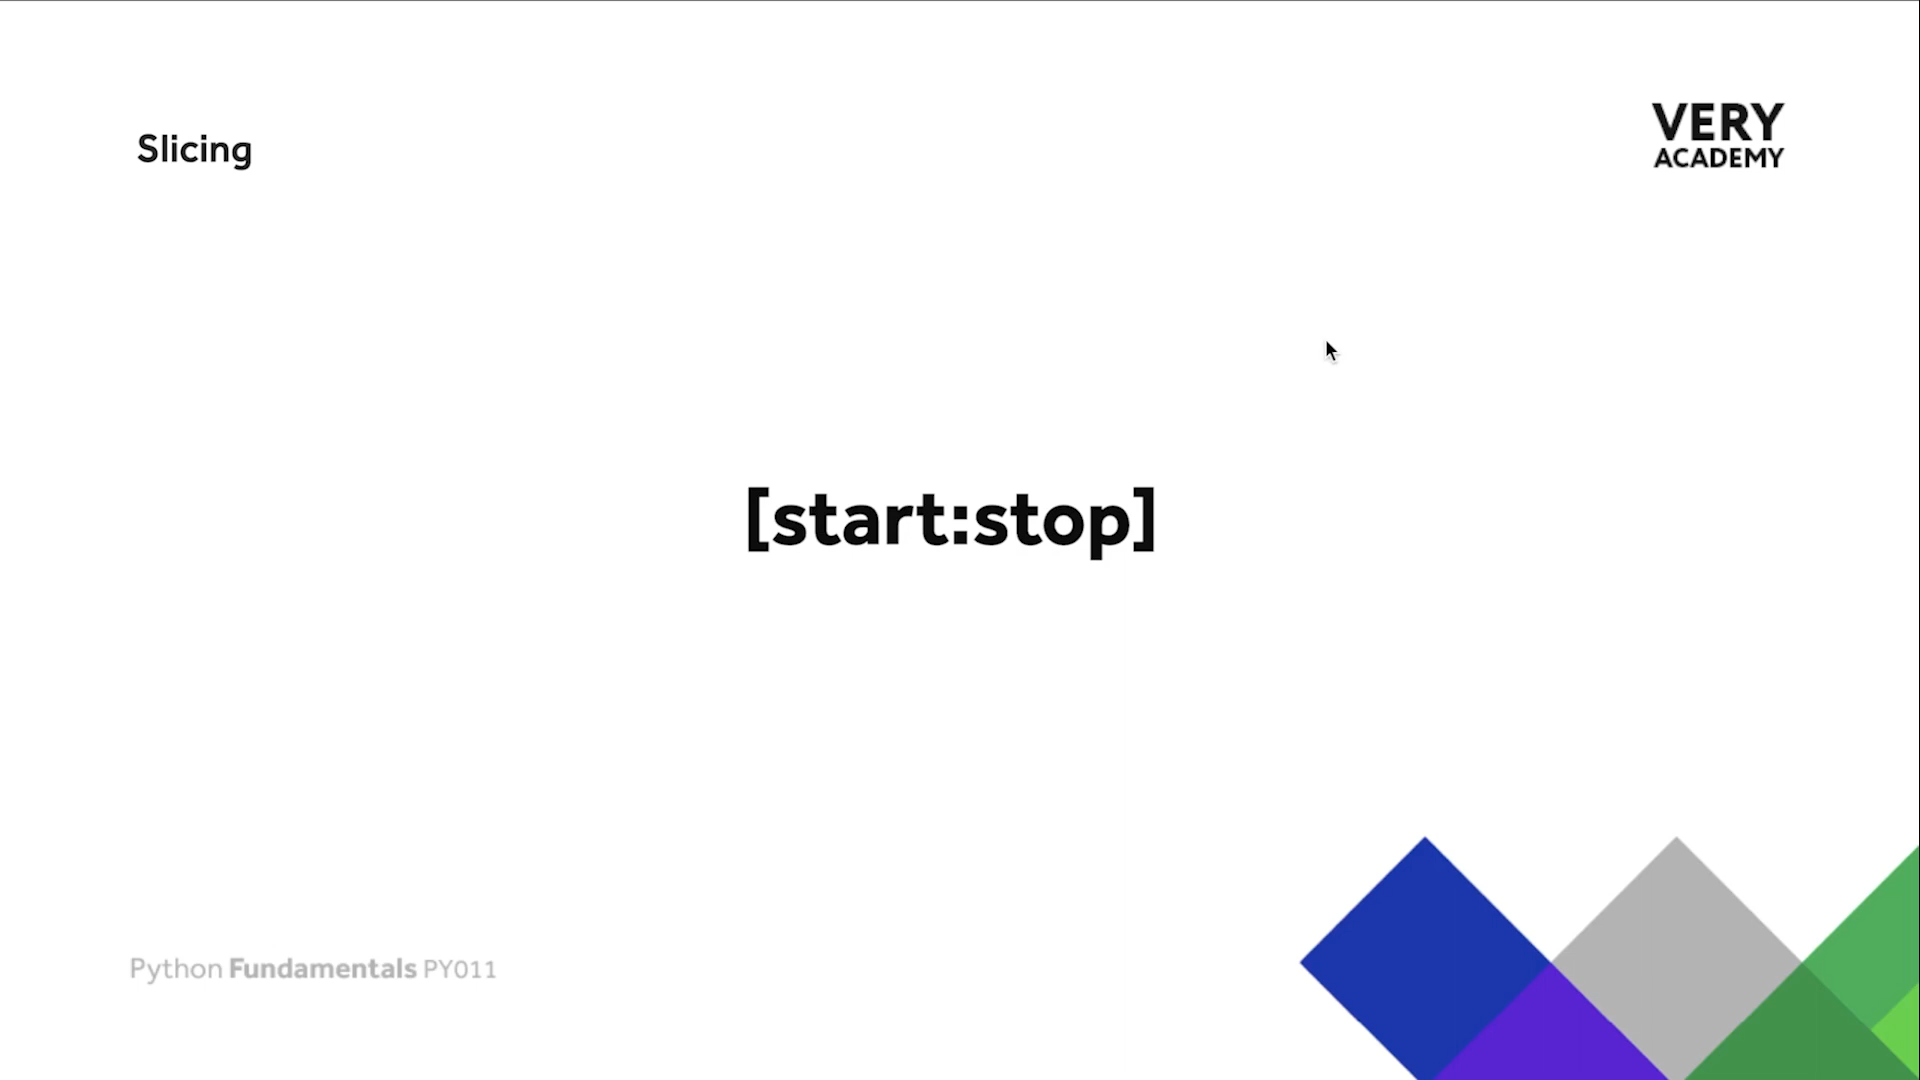 Slicing
VERY
ACADEMY
[start:stop]
Python Fundamentals PY011